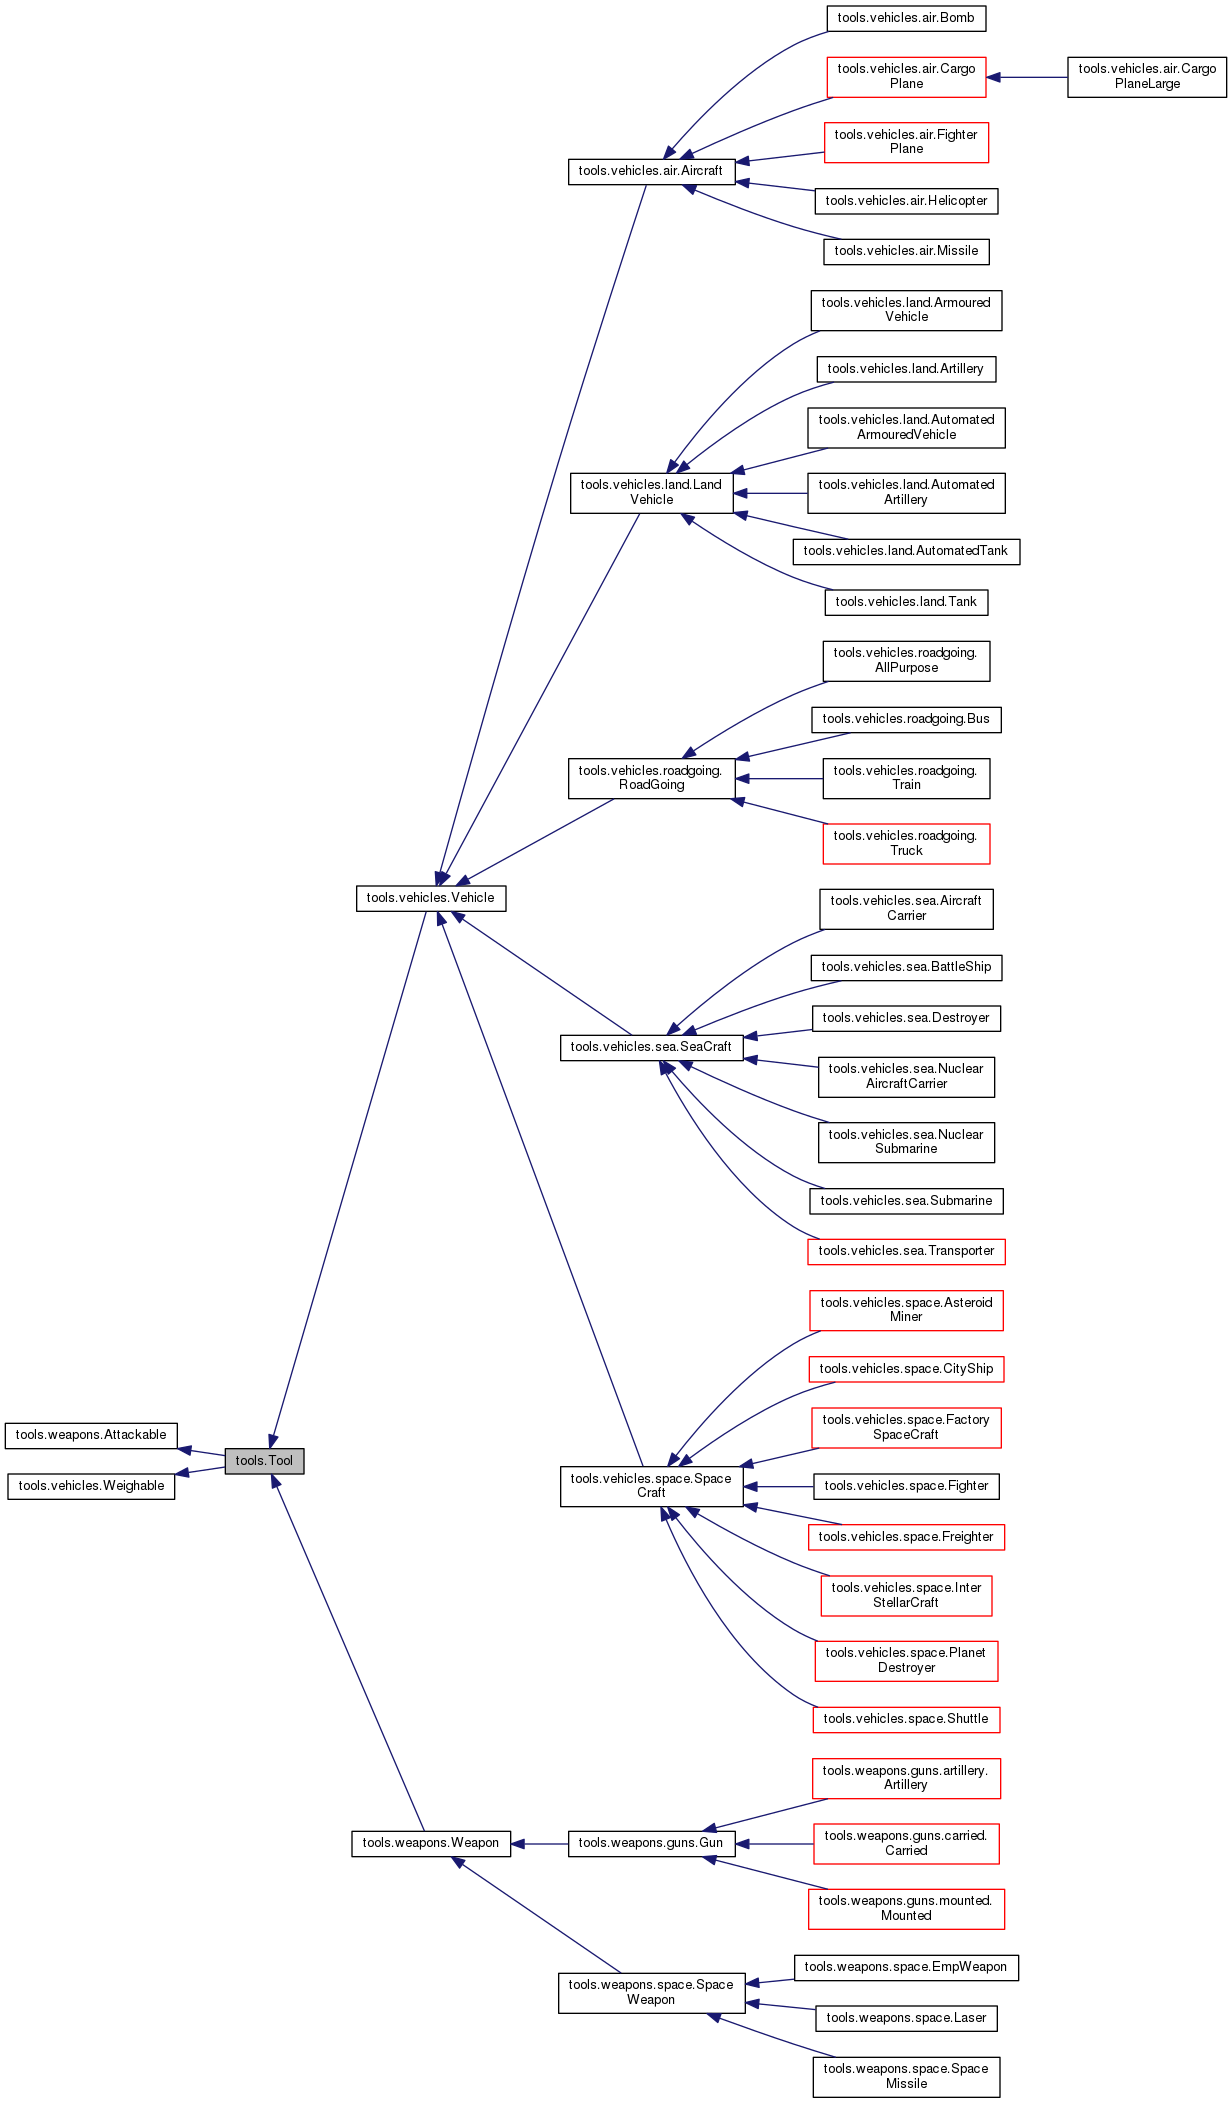 tools.vehicles.air.Bomb
tools.vehicles.air.Cargo
Plane
tools.vehicles.air.Cargo
PlaneLarge
tools.vehicles.air.Fighter
Plane
tools.vehicles.air.Aircraft
tools.vehicles.air.Helicopter
tools.vehicles.air.Missile
tools.vehicles.land.Armoured
Vehicle
tools.vehicles.land.Artillery
tools.vehicles.land.Automated
ArmouredVehicle
tools.vehicles.land.Land
Vehicle
tools.vehicles.land.Automated
Artillery
tools.vehicles.land.AutomatedTank
tools.vehicles.land.Tank
tools.vehicles.roadgoing.
AllPurpose
tools.vehicles.roadgoing.Bus
tools.vehicles.roadgoing.
RoadGoing
tools.vehicles.roadgoing.
Train
tools.vehicles.roadgoing.
Truck
tools.vehicles.Vehicle
tools.vehicles.sea.Aircraft
Carrier
tools.vehicles.sea.BattleShip
tools.vehicles.sea.Destroyer
tools.vehicles.sea.SeaCraft
tools.vehicles.sea.Nuclear
AircraftCarrier
tools.vehicles.sea.Nuclear
Submarine
tools.vehicles.sea.Submarine
tools.vehicles.sea.Transporter
tools.vehicles.space.Asteroid
Miner
tools.vehicles.space.CityShip
tools.vehicles.space.Factory
SpaceCraft
tools.weapons.Attackable
tools.Tool
tools.vehicles.Weighable
tools.vehicles.space.Space
Craft
tools.vehicles.space.Fighter
tools.vehicles.space.Freighter
tools.vehicles.space.Inter
StellarCraft
tools.vehicles.space.Planet
Destroyer
tools.vehicles.space.Shuttle
tools.weapons.guns.artillery.
Artillery
tools.weapons.Weapon
tools.weapons.guns.Gun
tools.weapons.guns.carried.
Carried
tools.weapons.guns.mounted.
Mounted
tools.weapons.space.EmpWeapon
tools.weapons.space.Space
Weapon
tools.weapons.space.Laser
tools.weapons.space.Space
Missile